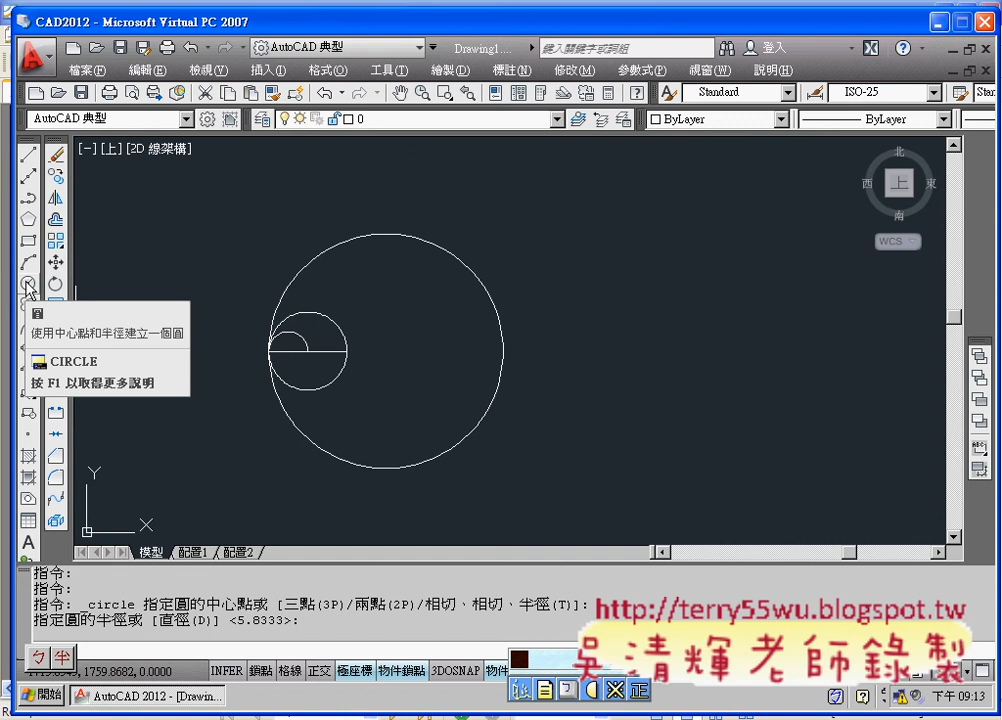 CAD2012 - Microsoft Virtual PC 2007
AutoCAD 典型
Drawing1....
鍵入關鍵字或詞組
登入
檔案(F)
編輯(E)
檢視(V)
插入(I)
格式(O)
工具(T)
繪製(D)
標註(N)
修改(M)
參數式(P)
視窗(W)
說明(H)
Standard
ISO-25
Stan
AutoCAD 典型
0
ByLayer
ByLayer
[-] [上] [2D 線架構]
北
西
上
東
南
WCS
使用中心點和半徑建立一個圓
CIRCLE
按 F1 以取得更多說明
Y
X
A
模型
配置1
配置2
指令:
指令:
指令: _circle 指定圓的中心點或 [三點(3P)/兩點(2P)/相切、相切、半徑(T)]:
指定圓的半徑或 [直徑(D)] <5.8333>:
http://terry55wu.blogspot.tw
吳清輝老師錄製
ㄅ 半
1759.8682, 0.0000
INFER
鎖點
格線
正交
極座標
物件鎖點
3DOSNAP
物件
開始
AutoCAD 2012 - [Drawin...
下午 09:13